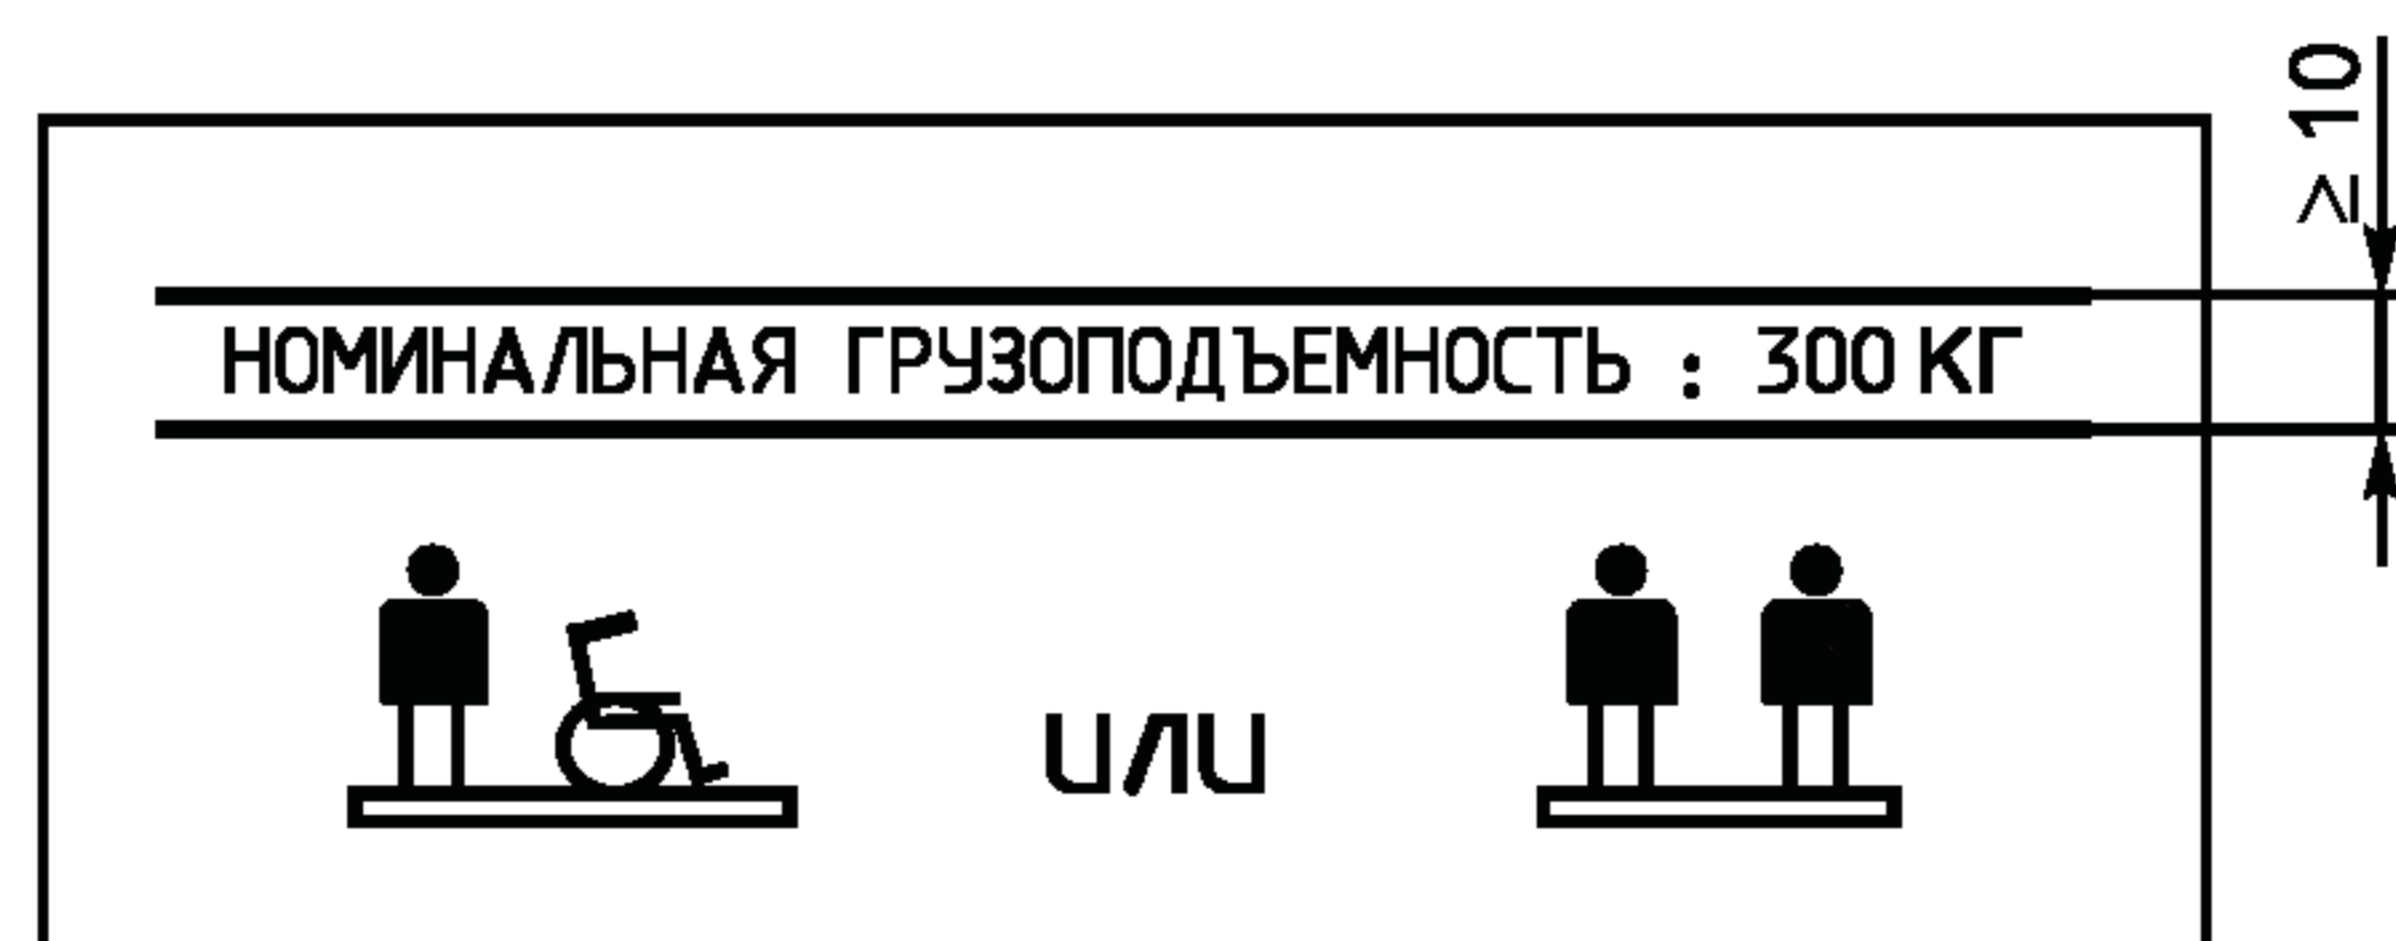 ≥ 10
НОМИНАЛЬНАЯ ГРУЗОПОДЪЕМНОСТЬ : 300 КГ
или